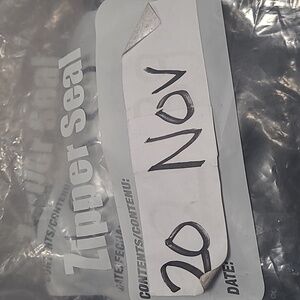 Zipper Seal
DATE/FECHA:
CONTENTS/CONTENU:
20 NOV
DATE: